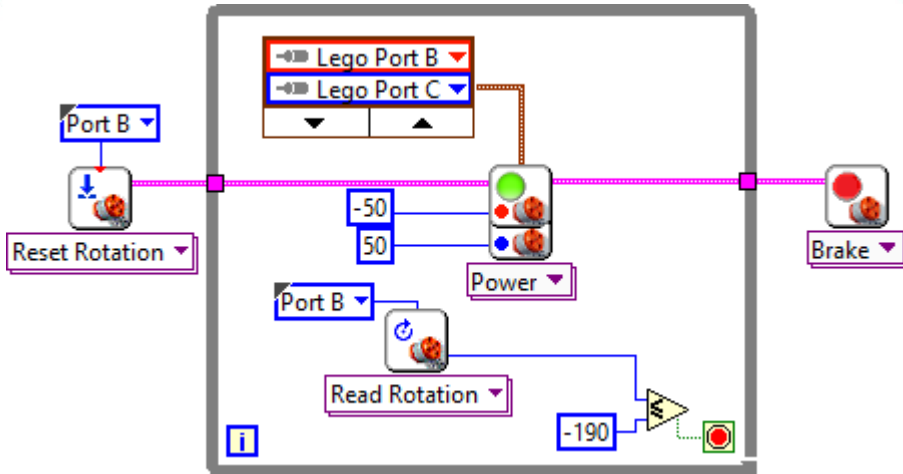 Lego Port B
Lego Port C
Port B
-50
50
Reset Rotation
Power
Brake
Port B
Read Rotation
-190
≤
i